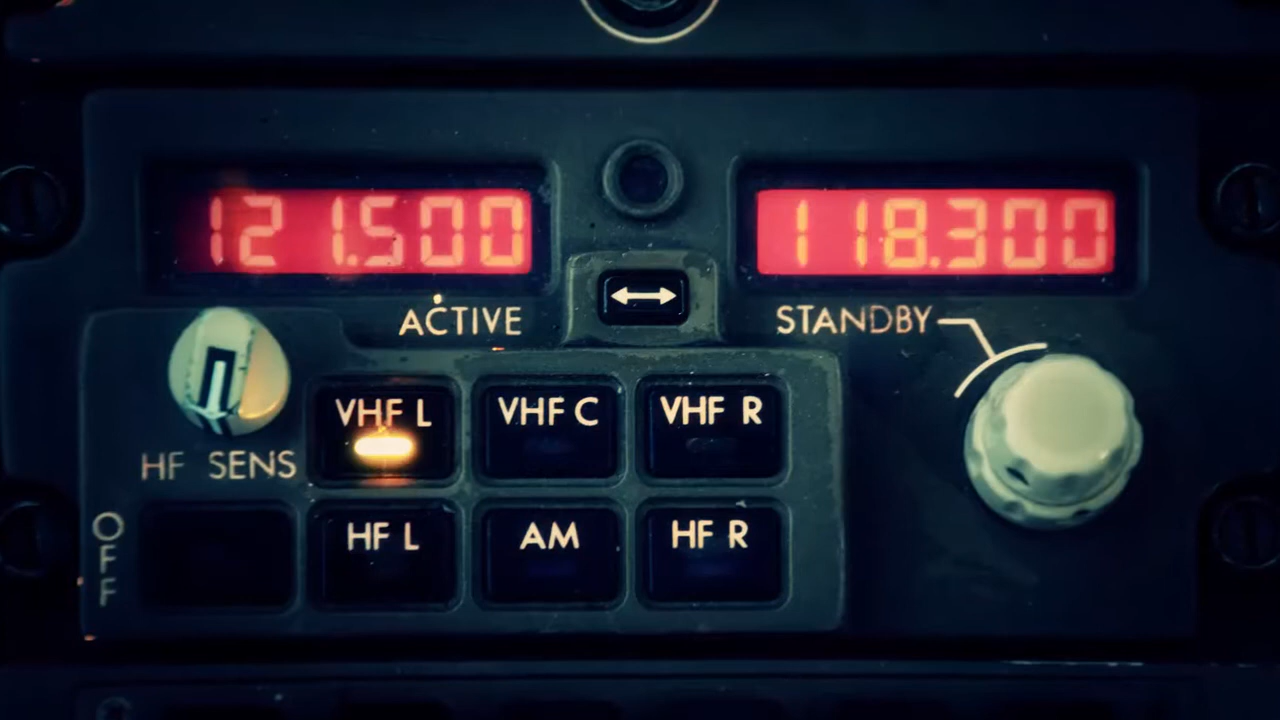 121.500 118.300
ACTIVE STANDBY
VHF L VHF C VHF R
HF SENS
HF L AM HF R
OFF